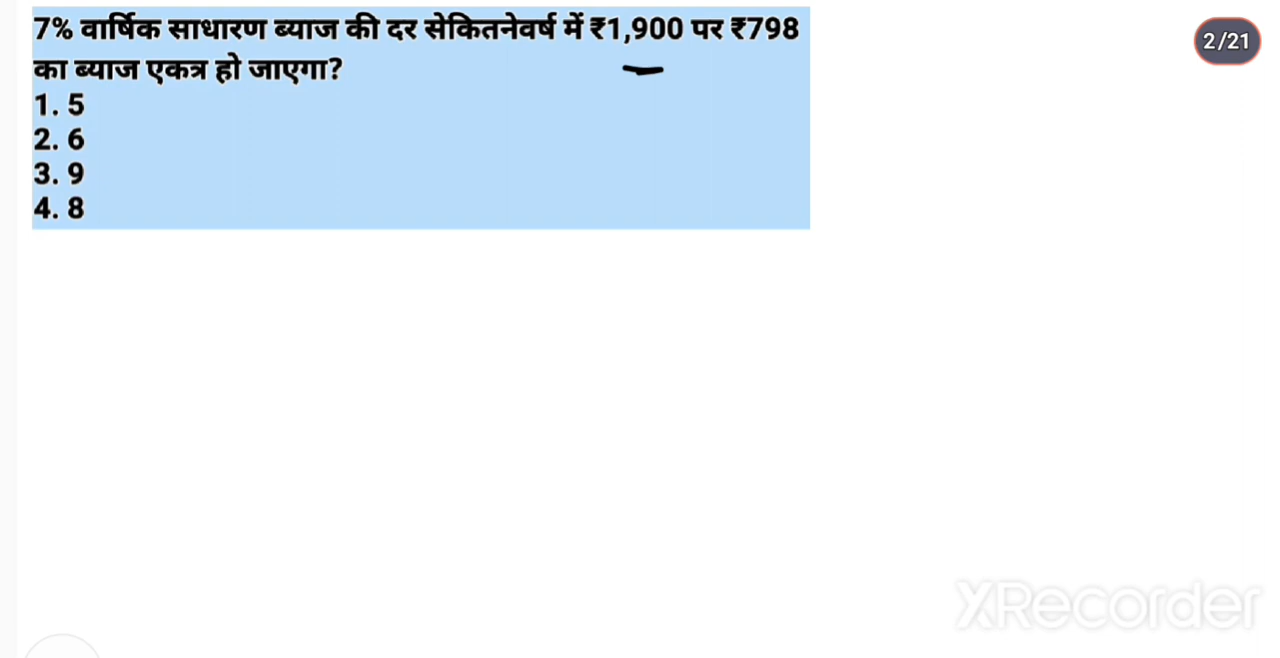 7% वार्षिक साधारण ब्याज की दर सेकितनेवर्ष में ₹1,900 पर ₹798
का ब्याज एकत्र हो जाएगा?
1. 5
2. 6
3. 9
4. 8
2/21
XRecorder